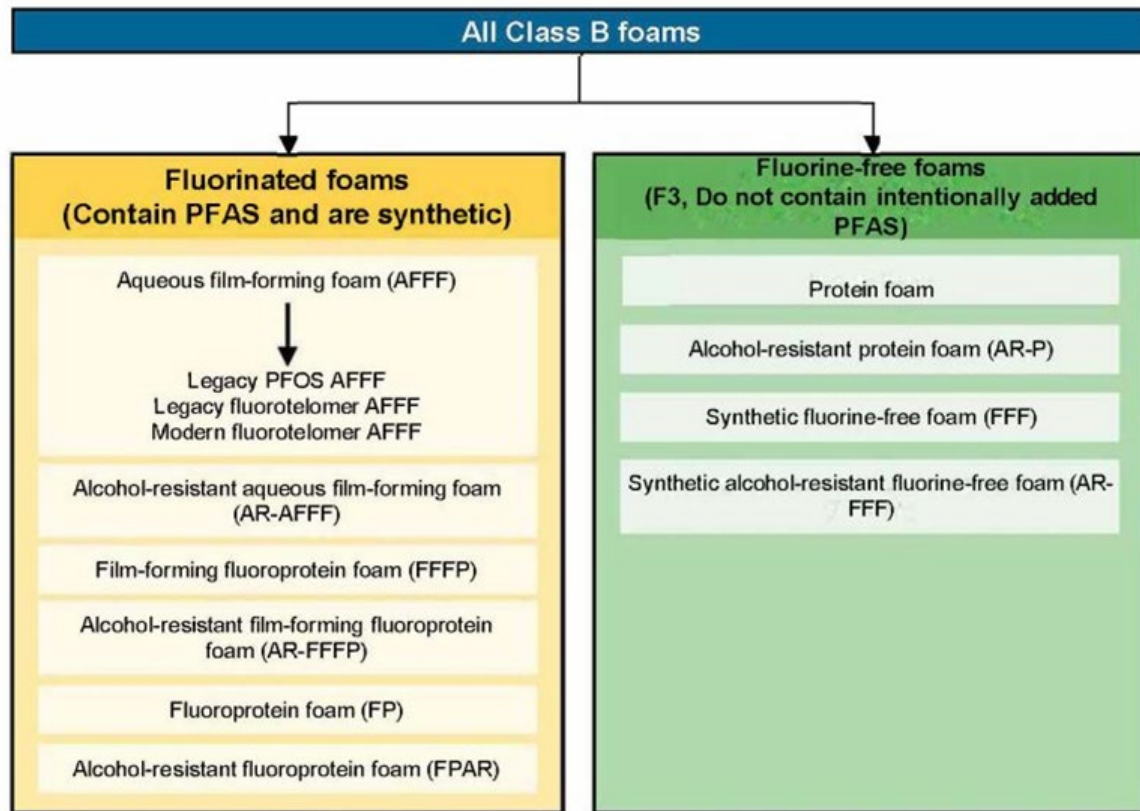 All Class B foams
Fluorinated foams
(Contain PFAS and are synthetic)
Aqueous film-forming foam (AFFF)
Legacy PFOS AFFF
Legacy fluorotelomer AFFF
Modern fluorotelomer AFFF
Alcohol-resistant aqueous film-forming foam
(AR-AFFF)
Film-forming fluoroprotein foam (FFFP)
Alcohol-resistant film-forming fluoroprotein
foam (AR-FFFP)
Fluoroprotein foam (FP)
Alcohol-resistant fluoroprotein foam (FPAR)
Fluorine-free foams
(F3, Do not contain intentionally added
PFAS)
Protein foam
Alcohol-resistant protein foam (AR-P)
Synthetic fluorine-free foam (FFF)
Synthetic alcohol-resistant fluorine-free foam (AR-
FFF)